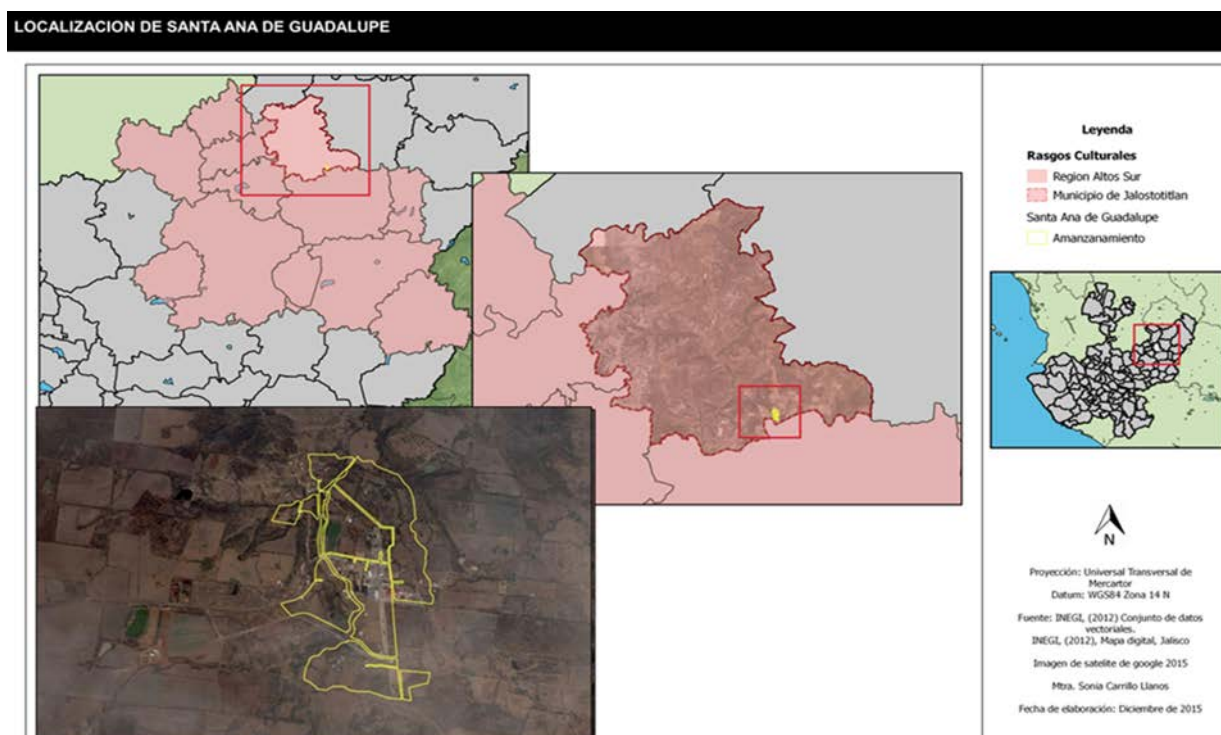 LOCALIZACION DE SANTA ANA DE GUADALUPE
Leyenda
Rasgos Culturales
Region Altos Sur
Municipio de Jalostotitlan
Santa Ana de Guadalupe
Amanzanamiento
N
Proyección: Universal Transversal de
Mercartor
Datum: WGS84 Zona 14 N
Fuente: INEGI, (2012) Conjunto de datos
vectoriales.
INEGI, (2012), Mapa digital, Jalisco
Imagen de satelite de google 2015
Mtra. Sonia Carrillo Llanos
Fecha de elaboración: Diciembre de 2015